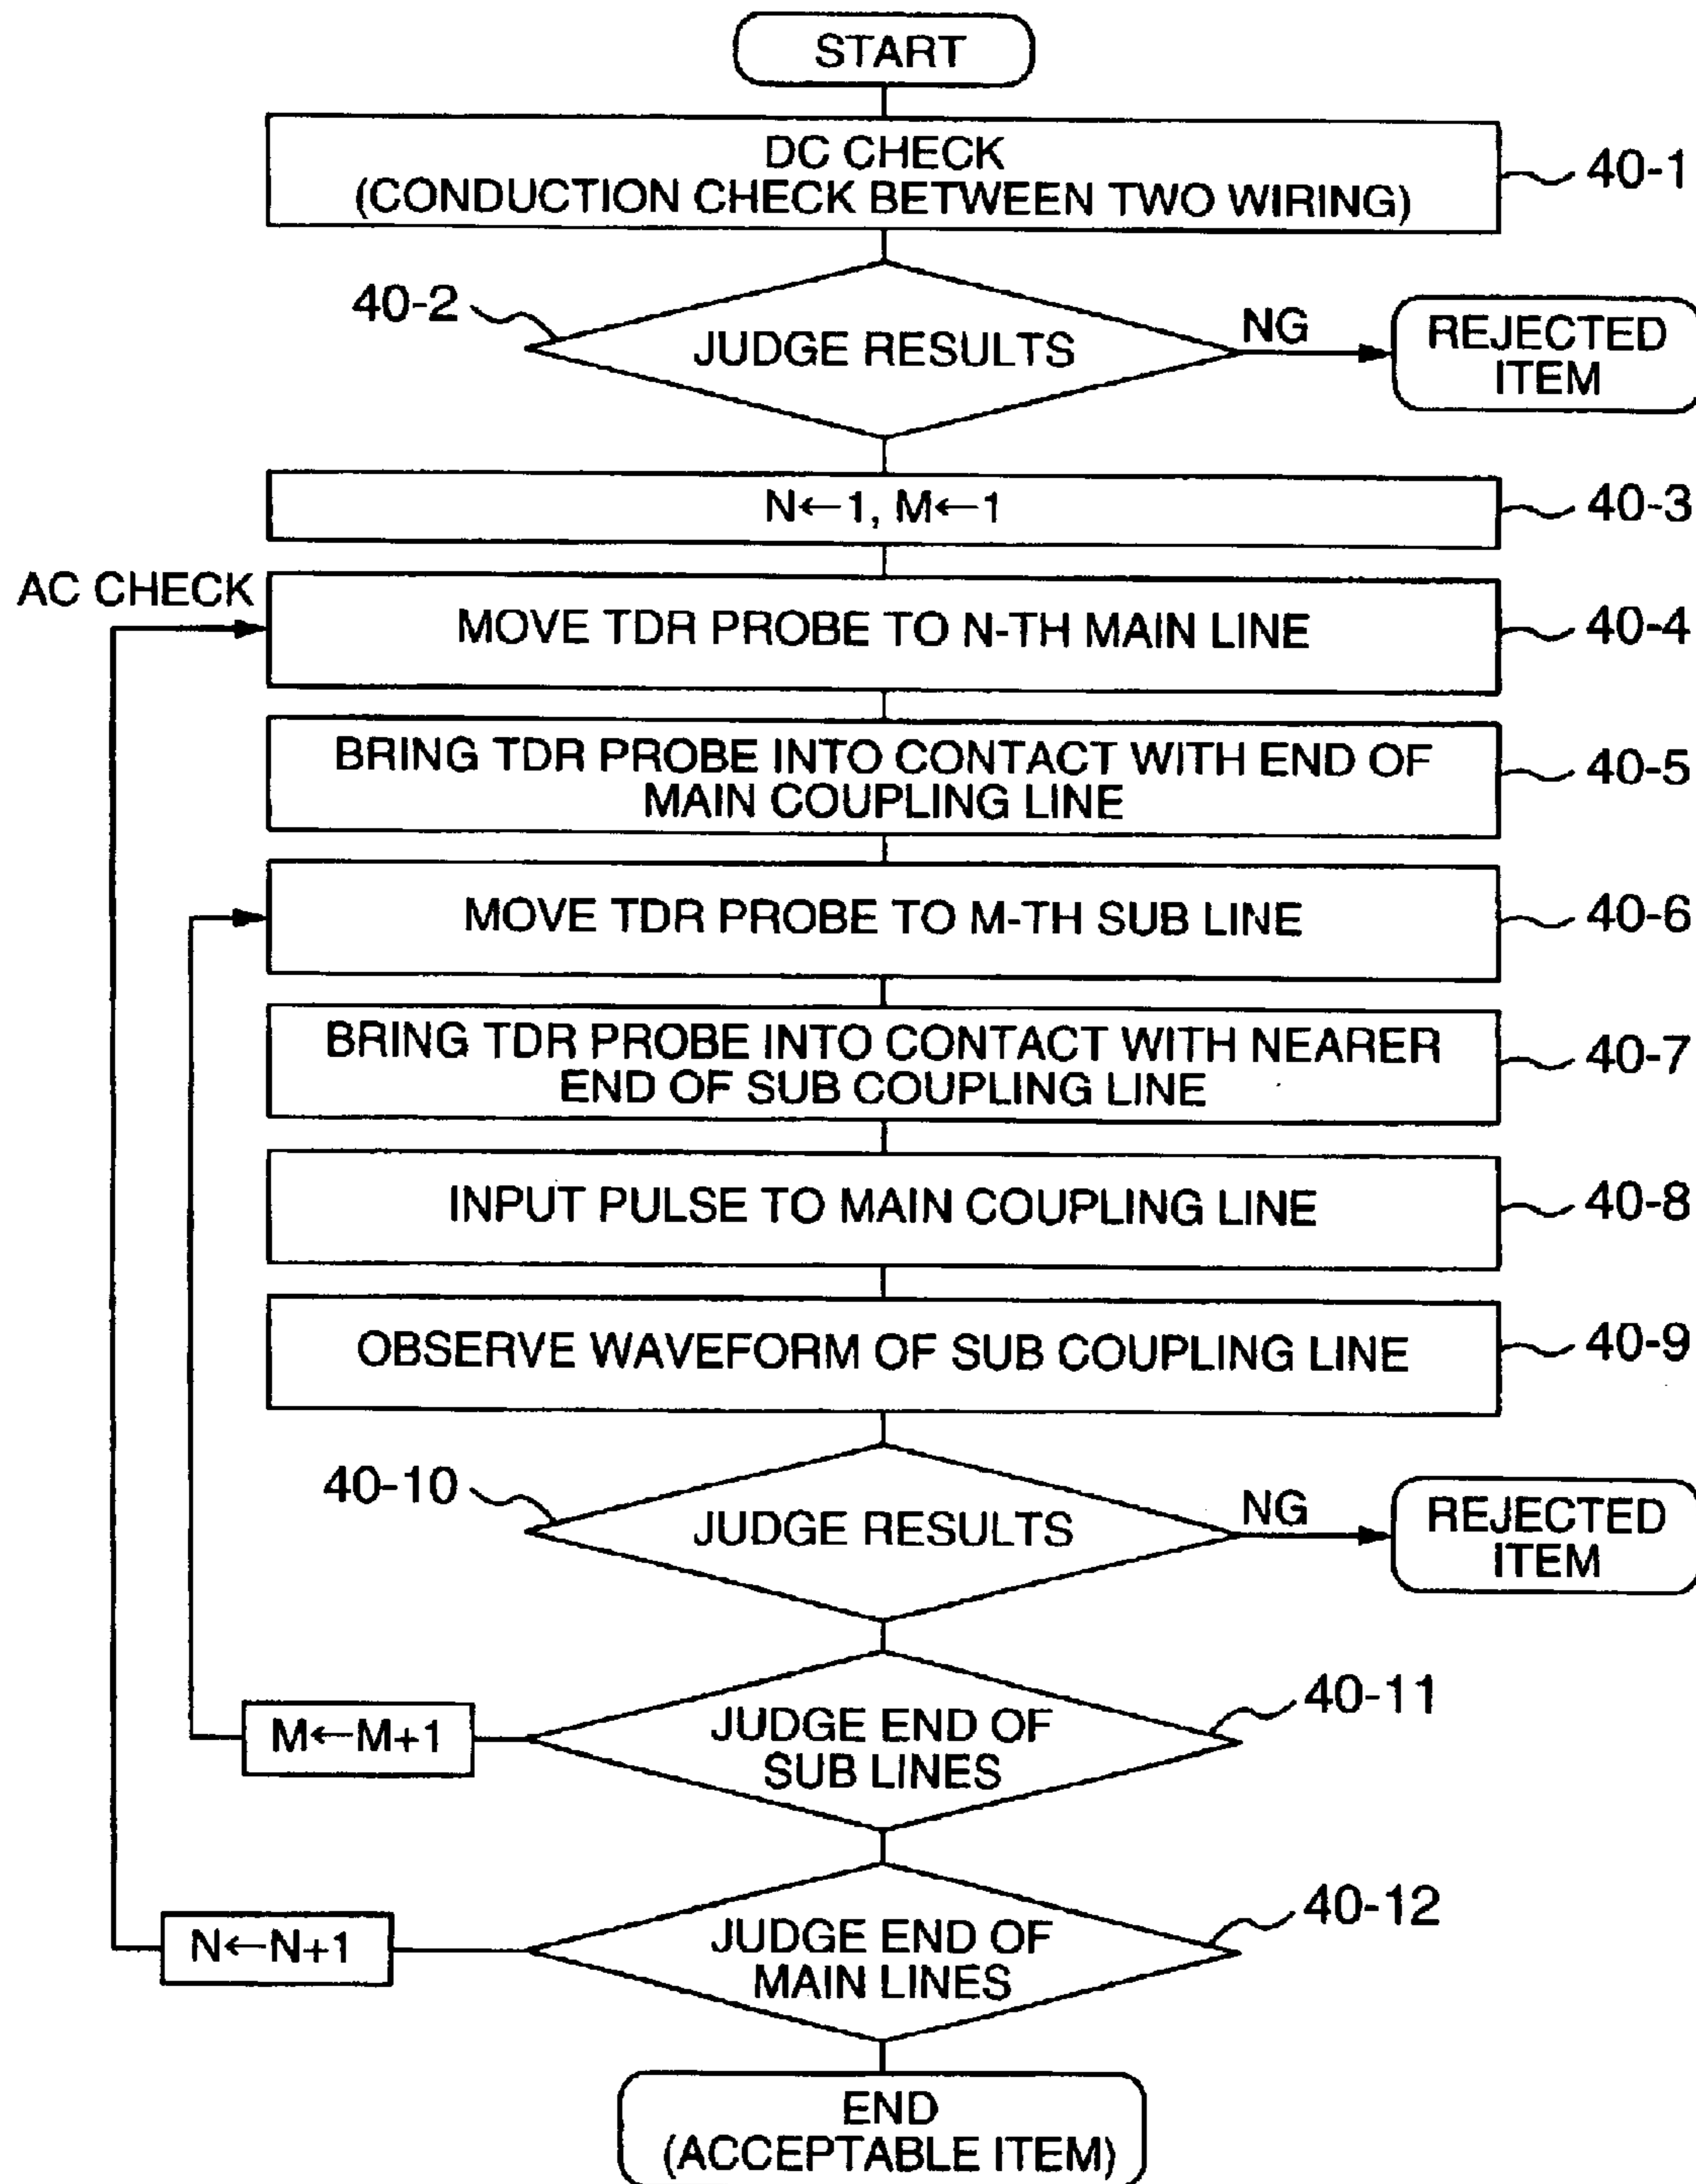 START
DC CHECK
(CONDUCTION CHECK BETWEEN TWO WIRING)
40-1
40-2
JUDGE RESULTS
NG
REJECTED
ITEM
N←1, M←1
40-3
AC CHECK
MOVE TDR PROBE TO N-TH MAIN LINE
40-4
BRING TDR PROBE INTO CONTACT WITH END OF
MAIN COUPLING LINE
40-5
MOVE TDR PROBE TO M-TH SUB LINE
40-6
BRING TDR PROBE INTO CONTACT WITH NEARER
END OF SUB COUPLING LINE
40-7
INPUT PULSE TO MAIN COUPLING LINE
40-8
OBSERVE WAVEFORM OF SUB COUPLING LINE
40-9
40-10
JUDGE RESULTS
NG
REJECTED
ITEM
M←M+1
JUDGE END OF
SUB LINES
40-11
N←N+1
JUDGE END OF
MAIN LINES
40-12
END
(ACCEPTABLE ITEM)